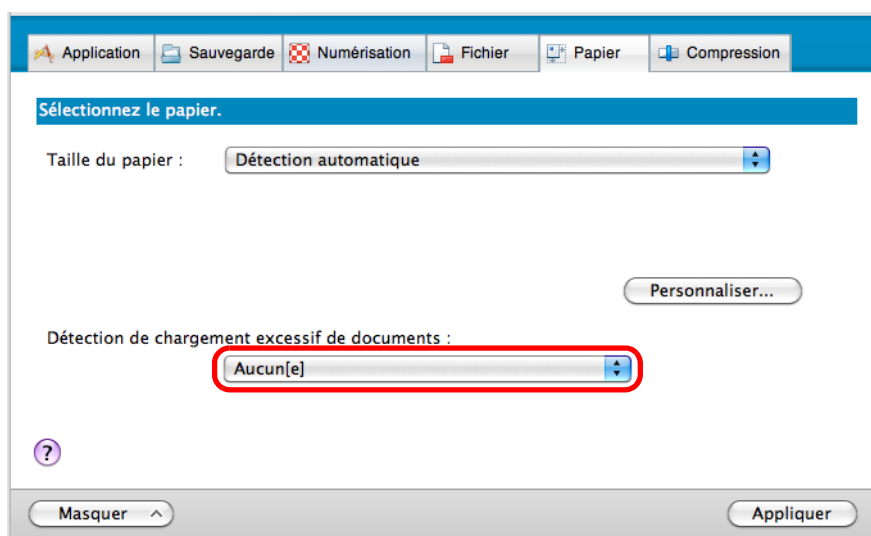 Application Sauvegarde Numérisation Fichier Papier Compression
Sélectionnez le papier.
Taille du papier : Détection automatique
Personnaliser...
Détection de chargement excessif de documents :
Aucun[e]
?
Masquer Appliquer